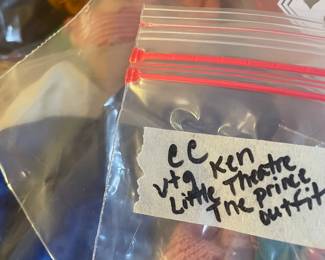 CC Ken
vtg
Little Theatre
The prince
outfit